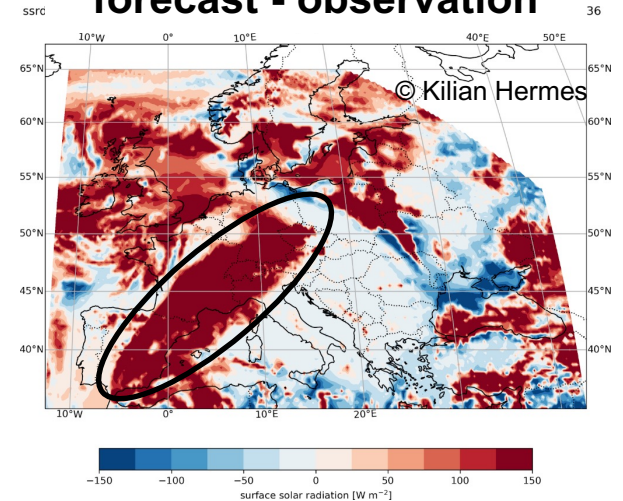 forecast - observation
ssrd 36
10°W 0° 10°E 40°E 50°E
65°N 65°N
© Kilian Hermes
60°N 60°N
55°N 55°N
50°N 50°N
45°N 45°N
40°N 40°N
10°W 0° 10°E 20°E
−150 −100 −50 0 50 100 150
surface solar radiation [W m⁻²]